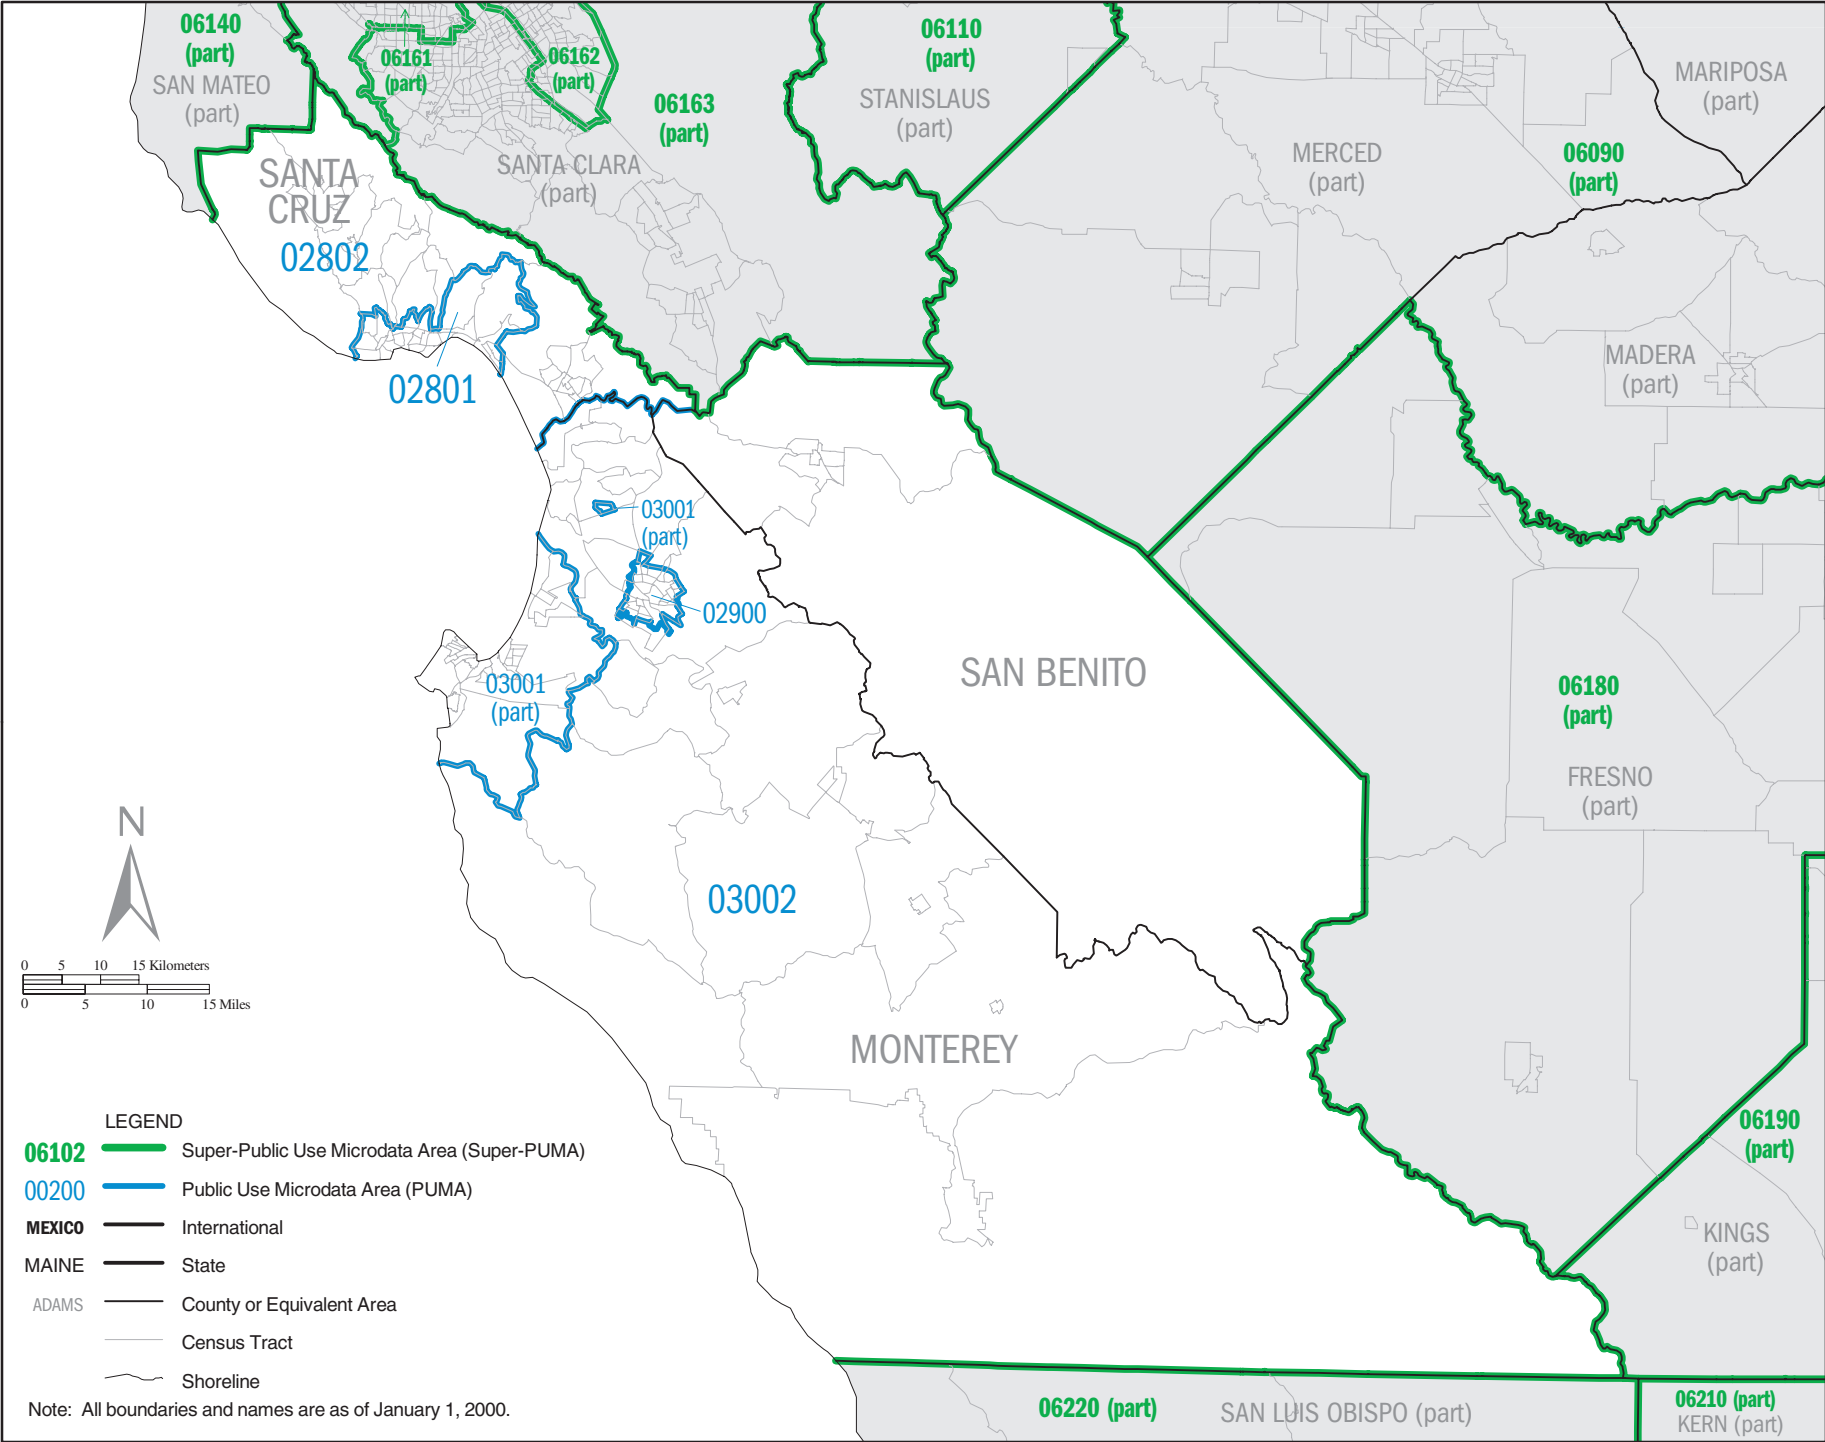 06140
(part)
SAN MATEO
(part)
06161
(part)
06162
(part)
06163
(part)
SANTA CLARA
(part)
06110
(part)
STANISLAUS
(part)
MERCED
(part)
06090
(part)
MARIPOSA
(part)
SANTA
CRUZ
02802
02801
MADERA
(part)
03001
(part)
02900
03001
(part)
SAN BENITO
06180
(part)
FRESNO
(part)
03002
MONTEREY
06190
(part)
KINGS
(part)
06220 (part)
SAN LUIS OBISPO (part)
06210 (part)
KERN (part)
N
0 5 10 15 Kilometers
0 5 10 15 Miles
LEGEND
06102 Super-Public Use Microdata Area (Super-PUMA)
00200 Public Use Microdata Area (PUMA)
MEXICO International
MAINE State
ADAMS County or Equivalent Area
Census Tract
Shoreline
Note: All boundaries and names are as of January 1, 2000.